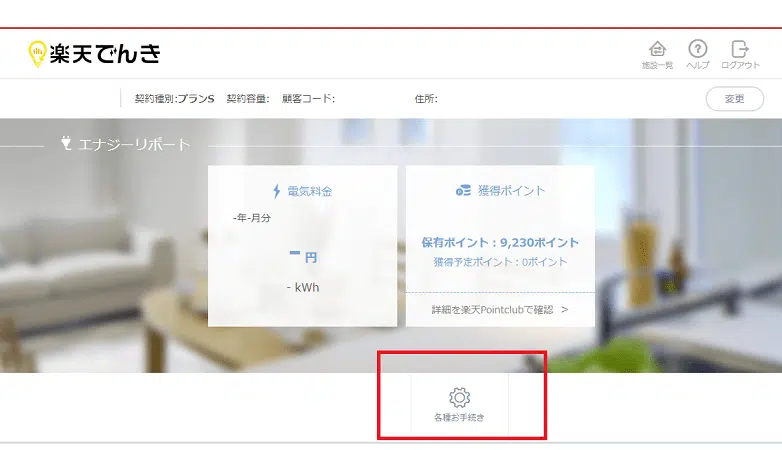 楽天でんき
施設一覧 ヘルプ ログアウト
契約種別:プランS 契約容量: 顧客コード: 住所: 変更
エナジーリポート
電気料金
-年-月分
- 円
- kWh
獲得ポイント
保有ポイント : 9,230ポイント
獲得予定ポイント : 0ポイント
詳細を楽天Pointclubで確認 >
各種お手続き